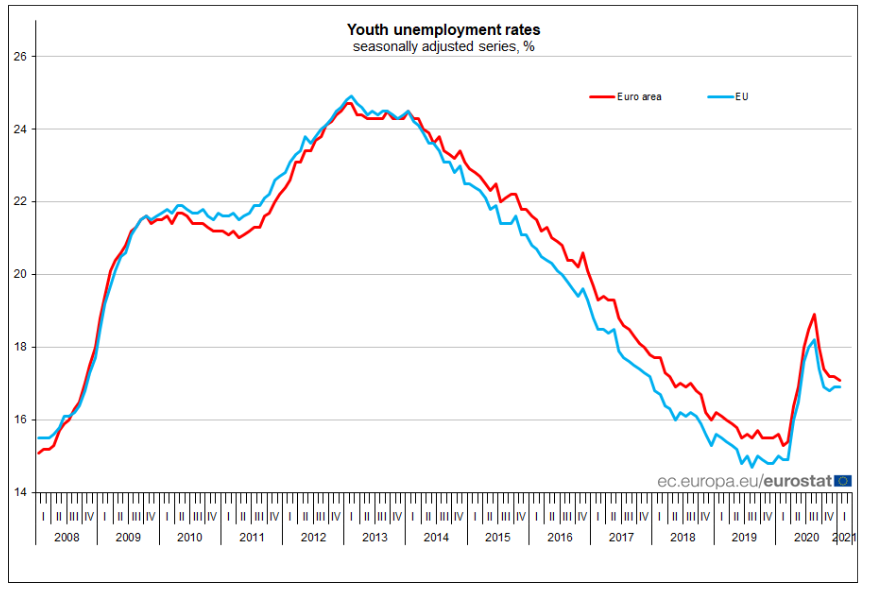 Youth unemployment rates
seasonally adjusted series, %
26
Euro area EU
24
22
20
18
16
ec.europa.eu/eurostat
14
I II III IV I II III IV I II III IV I II III IV I II III IV I II III IV I II III IV I II III IV I II III IV I II III IV I II III IV I II III IV I II III IV I
2008 2009 2010 2011 2012 2013 2014 2015 2016 2017 2018 2019 2020 2021